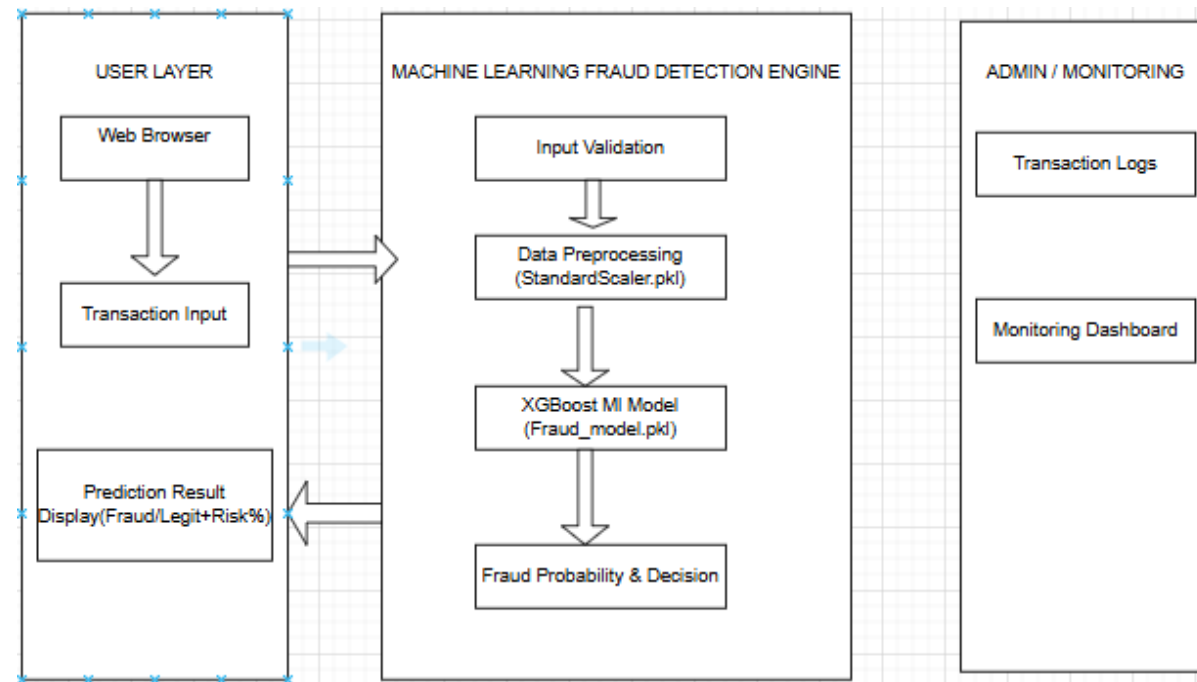 USER LAYER
Web Browser
Transaction Input
Prediction Result
Display(Fraud/Legit+Risk%)
MACHINE LEARNING FRAUD DETECTION ENGINE
Input Validation
Data Preprocessing
(StandardScaler.pkl)
XGBoost MI Model
(Fraud_model.pkl)
Fraud Probability & Decision
ADMIN / MONITORING
Transaction Logs
Monitoring Dashboard